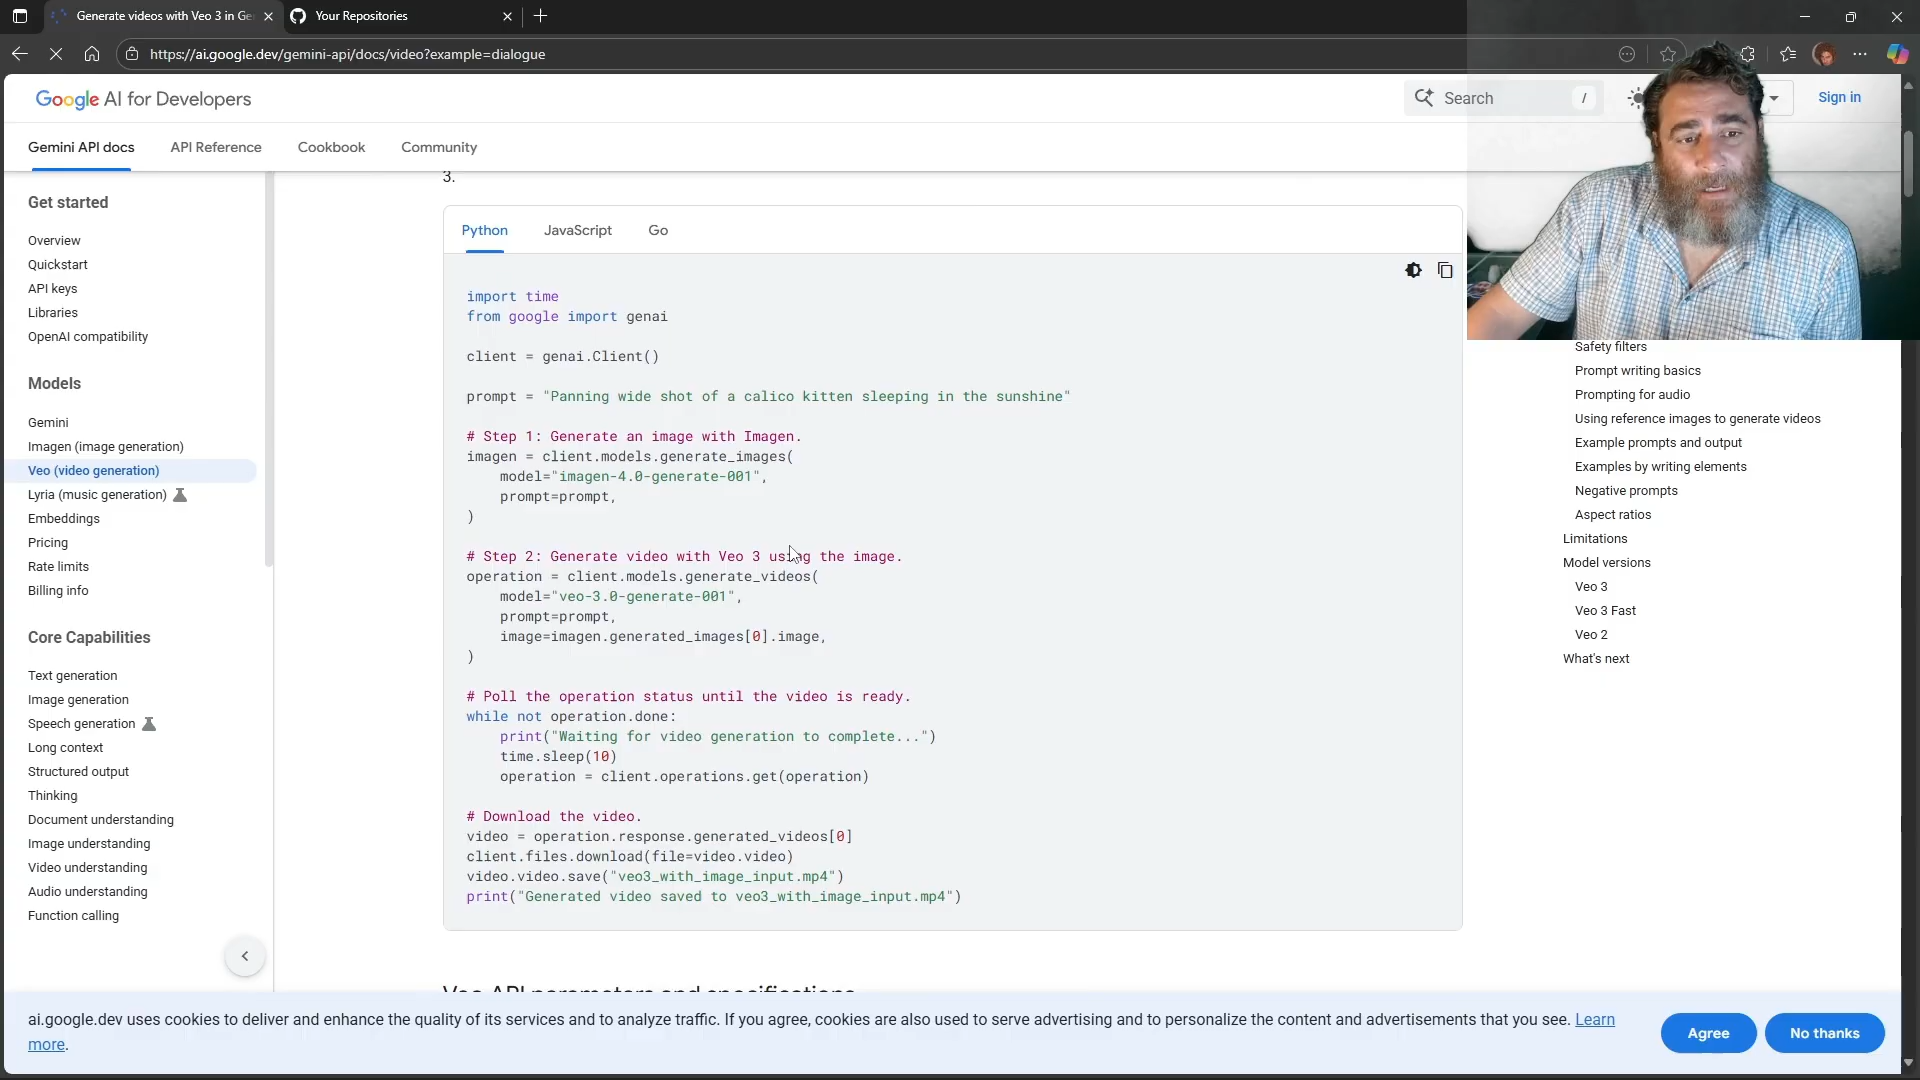 Generate videos with Veo 3 in Ge
Your Repositories
https://ai.google.dev/gemini-api/docs/video?example=dialogue
Google AI for Developers
Search
/
Sign in
Gemini API docs
API Reference
Cookbook
Community
Get started
Overview
Quickstart
API keys
Libraries
OpenAI compatibility
Models
Gemini
Imagen (image generation)
Veo (video generation)
Lyria (music generation)
Embeddings
Pricing
Rate limits
Billing info
Core Capabilities
Text generation
Image generation
Speech generation
Long context
Structured output
Thinking
Document understanding
Image understanding
Video understanding
Audio understanding
Function calling
3.
Python
JavaScript
Go
import time
from google import genai
client = genai.Client()
prompt = "Panning wide shot of a calico kitten sleeping in the sunshine"
# Step 1: Generate an image with Imagen.
imagen = client.models.generate_images(
    model="imagen-4.0-generate-001",
    prompt=prompt,
)
# Step 2: Generate video with Veo 3 using the image.
operation = client.models.generate_videos(
    model="veo-3.0-generate-001",
    prompt=prompt,
    image=imagen.generated_images[0].image,
)
# Poll the operation status until the video is ready.
while not operation.done:
    print("Waiting for video generation to complete...")
    time.sleep(10)
    operation = client.operations.get(operation)
# Download the video.
video = operation.response.generated_videos[0]
client.files.download(file=video.video)
video.video.save("veo3_with_image_input.mp4")
print("Generated video saved to veo3_with_image_input.mp4")
Veo API parameters and specifications
Safety filters
Prompt writing basics
Prompting for audio
Using reference images to generate videos
Example prompts and output
Examples by writing elements
Negative prompts
Aspect ratios
Limitations
Model versions
Veo 3
Veo 3 Fast
Veo 2
What's next
ai.google.dev uses cookies to deliver and enhance the quality of its services and to analyze traffic. If you agree, cookies are also used to serve advertising and to personalize the content and advertisements that you see. Learn
more.
Agree
No thanks